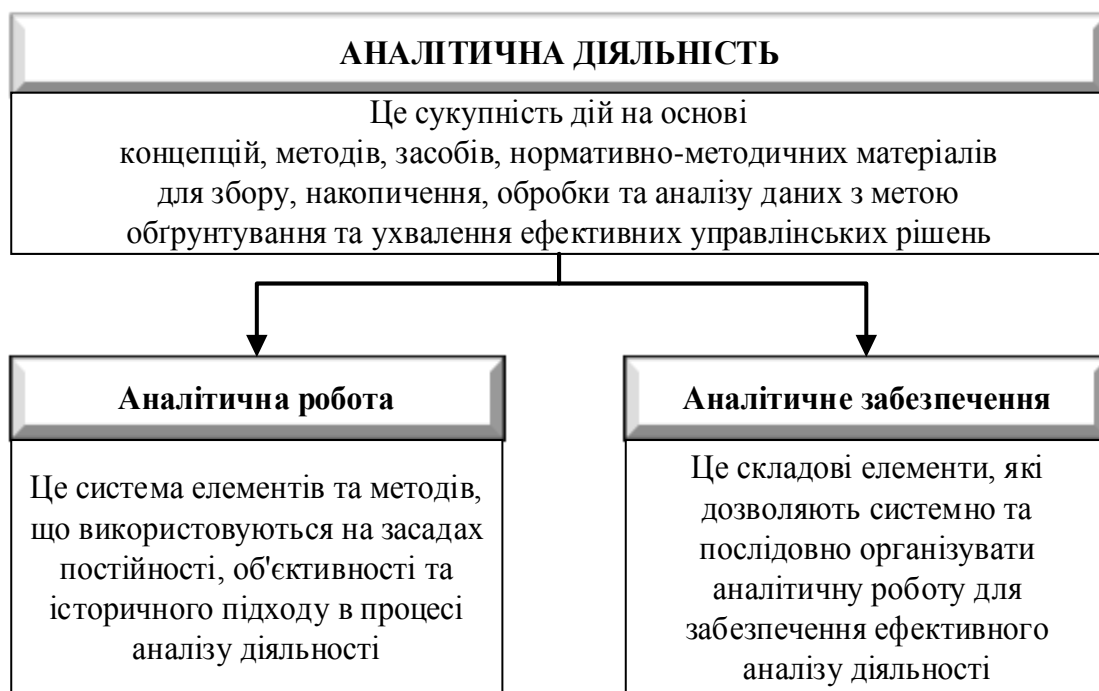 АНАЛІТИЧНА ДІЯЛЬНІСТЬ
Це сукупність дій на основі
концепцій, методів, засобів, нормативно-методичних матеріалів
для збору, накопичення, обробки та аналізу даних з метою
обґрунтування та ухвалення ефективних управлінських рішень
Аналітична робота
Це система елементів та методів,
що використовуються на засадах
постійності, об'єктивності та
історичного підходу в процесі
аналізу діяльності
Аналітичне забезпечення
Це складові елементи, які
дозволяють системно та
послідовно організувати
аналітичну роботу для
забезпечення ефективного
аналізу діяльності